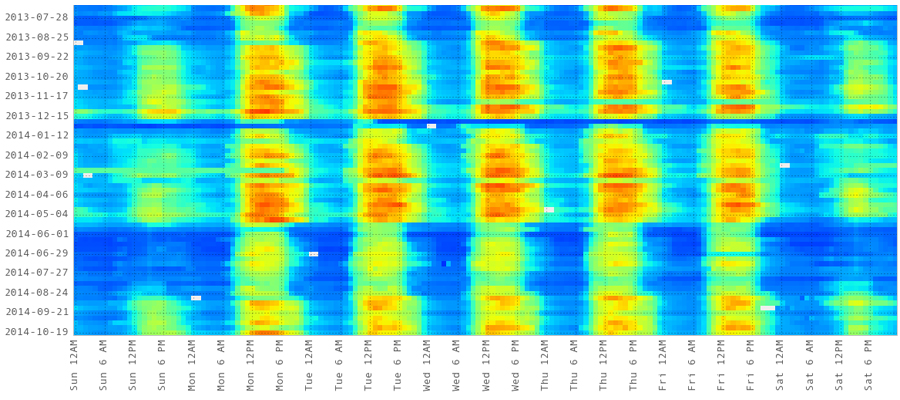 2013-07-28
2013-08-25
2013-09-22
2013-10-20
2013-11-17
2013-12-15
2014-01-12
2014-02-09
2014-03-09
2014-04-06
2014-05-04
2014-06-01
2014-06-29
2014-07-27
2014-08-24
2014-09-21
2014-10-19
Sun 12AM
Sun 6 AM
Sun 12PM
Sun 6 PM
Mon 12AM
Mon 6 AM
Mon 12PM
Mon 6 PM
Tue 12AM
Tue 6 AM
Tue 12PM
Tue 6 PM
Wed 12AM
Wed 6 AM
Wed 12PM
Wed 6 PM
Thu 12AM
Thu 6 AM
Thu 12PM
Thu 6 PM
Fri 12AM
Fri 6 AM
Fri 12PM
Fri 6 PM
Sat 12AM
Sat 6 AM
Sat 12PM
Sat 6 PM